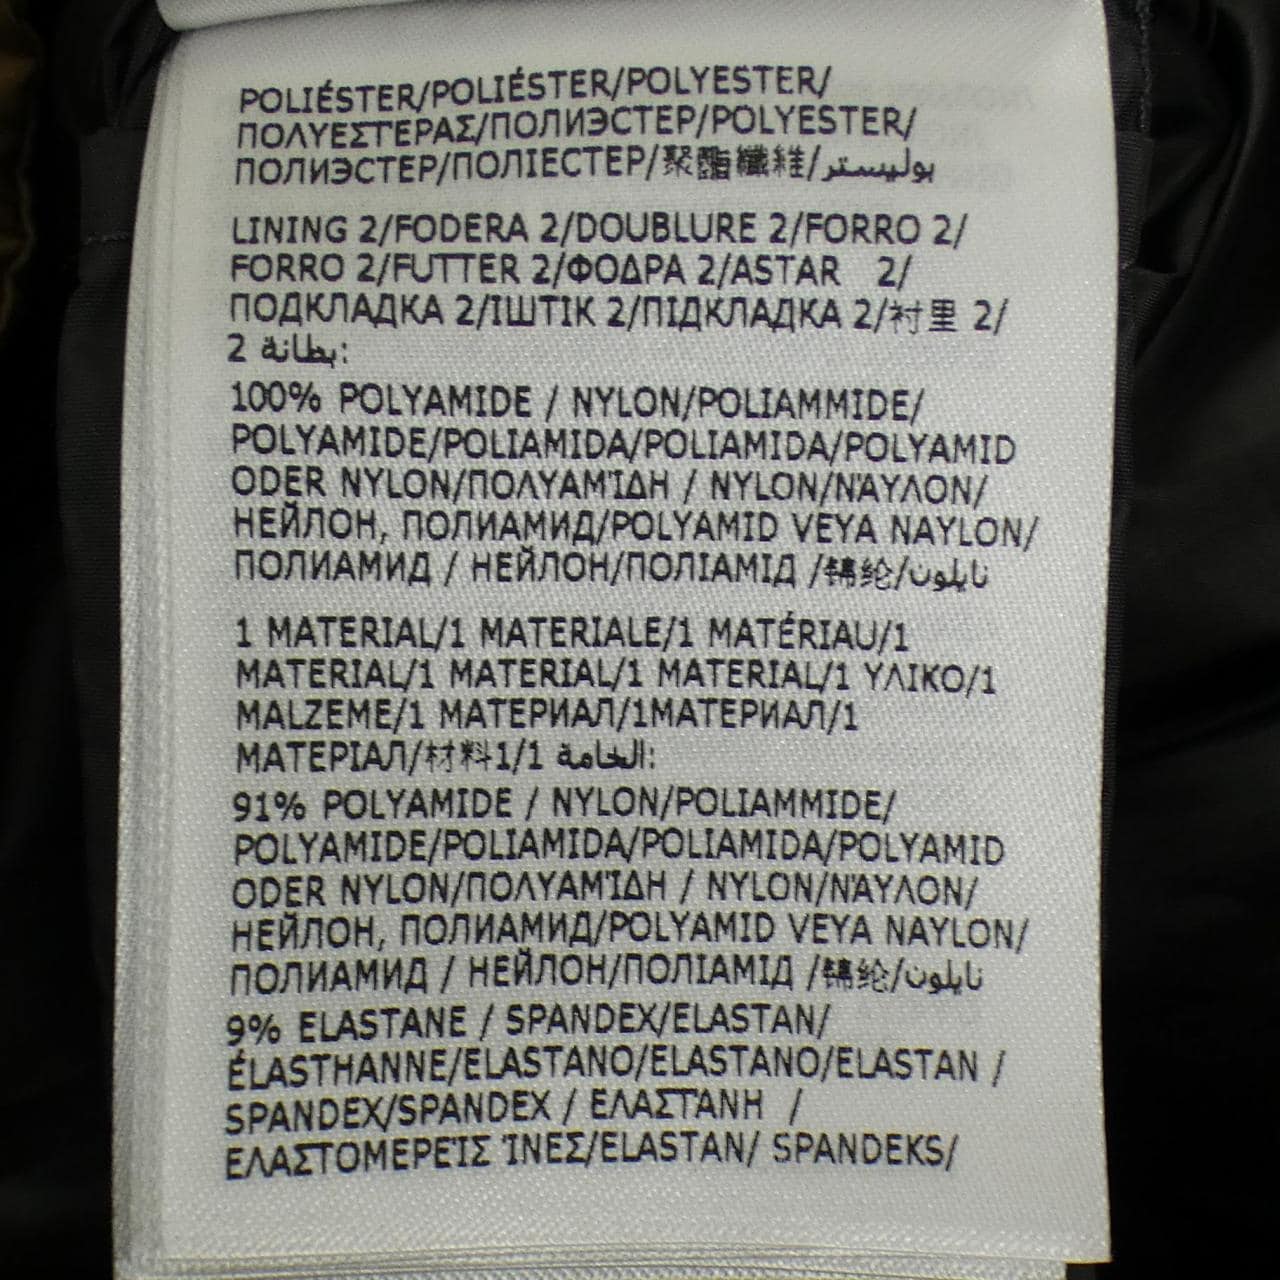 POLIÉSTER/POLIÉSTER/POLYESTER/
ΠΟΛΥΕΣΤΕΡΑΣ/ПОЛИЭСТЕР/POLYESTER/
ПОЛИЭСТЕР/ПОЛІЕСТЕР/聚酯纖維/بوليستر
LINING 2/FODERA 2/DOUBLURE 2/FORRO 2/
FORRO 2/FUTTER 2/ΦΟΔΡΑ 2/ASTAR 2/
ПОДКЛАДКА 2/ІШТІК 2/ПІДКЛАДКА 2/衬里 2/
2 بطانة:
100% POLYAMIDE / NYLON/POLIAMMIDE/
POLYAMIDE/POLIAMIDA/POLIAMIDA/POLYAMID
ODER NYLON/ΠΟΛΥΑΜΊΔΗ / NYLON/ΝΆΥΛΟΝ/
НЕЙЛОН, ПОЛИАМИД/POLYAMID VEYA NAYLON/
ПОЛИАМИД / НЕЙЛОН/ПОЛІАМІД /锦纶/نايلون
1 MATERIAL/1 MATERIALE/1 MATÉRIAU/1
MATERIAL/1 MATERIAL/1 MATERIAL/1 ΥΛΙΚΟ/1
MALZEME/1 МАТЕРИАЛ/1МАТЕРИАЛ/1
МАТЕРІАЛ/材料1/1 الخامة:
91% POLYAMIDE / NYLON/POLIAMMIDE/
POLYAMIDE/POLIAMIDA/POLIAMIDA/POLYAMID
ODER NYLON/ΠΟΛΥΑΜΊΔΗ / NYLON/ΝΆΥΛΟΝ/
НЕЙЛОН, ПОЛИАМИД/POLYAMID VEYA NAYLON/
ПОЛИАМИД / НЕЙЛОН/ПОЛІАМІД /锦纶/نايلون
9% ELASTANE / SPANDEX/ELASTAN/
ÉLASTHANNE/ELASTANO/ELASTANO/ELASTAN /
SPANDEX/SPANDEX / ΕΛΑΣΤΆΝΗ /
ΕΛΑΣΤΟΜΕΡΕΊΣ ΊΝΕΣ/ELASTAN/ SPANDEKS/